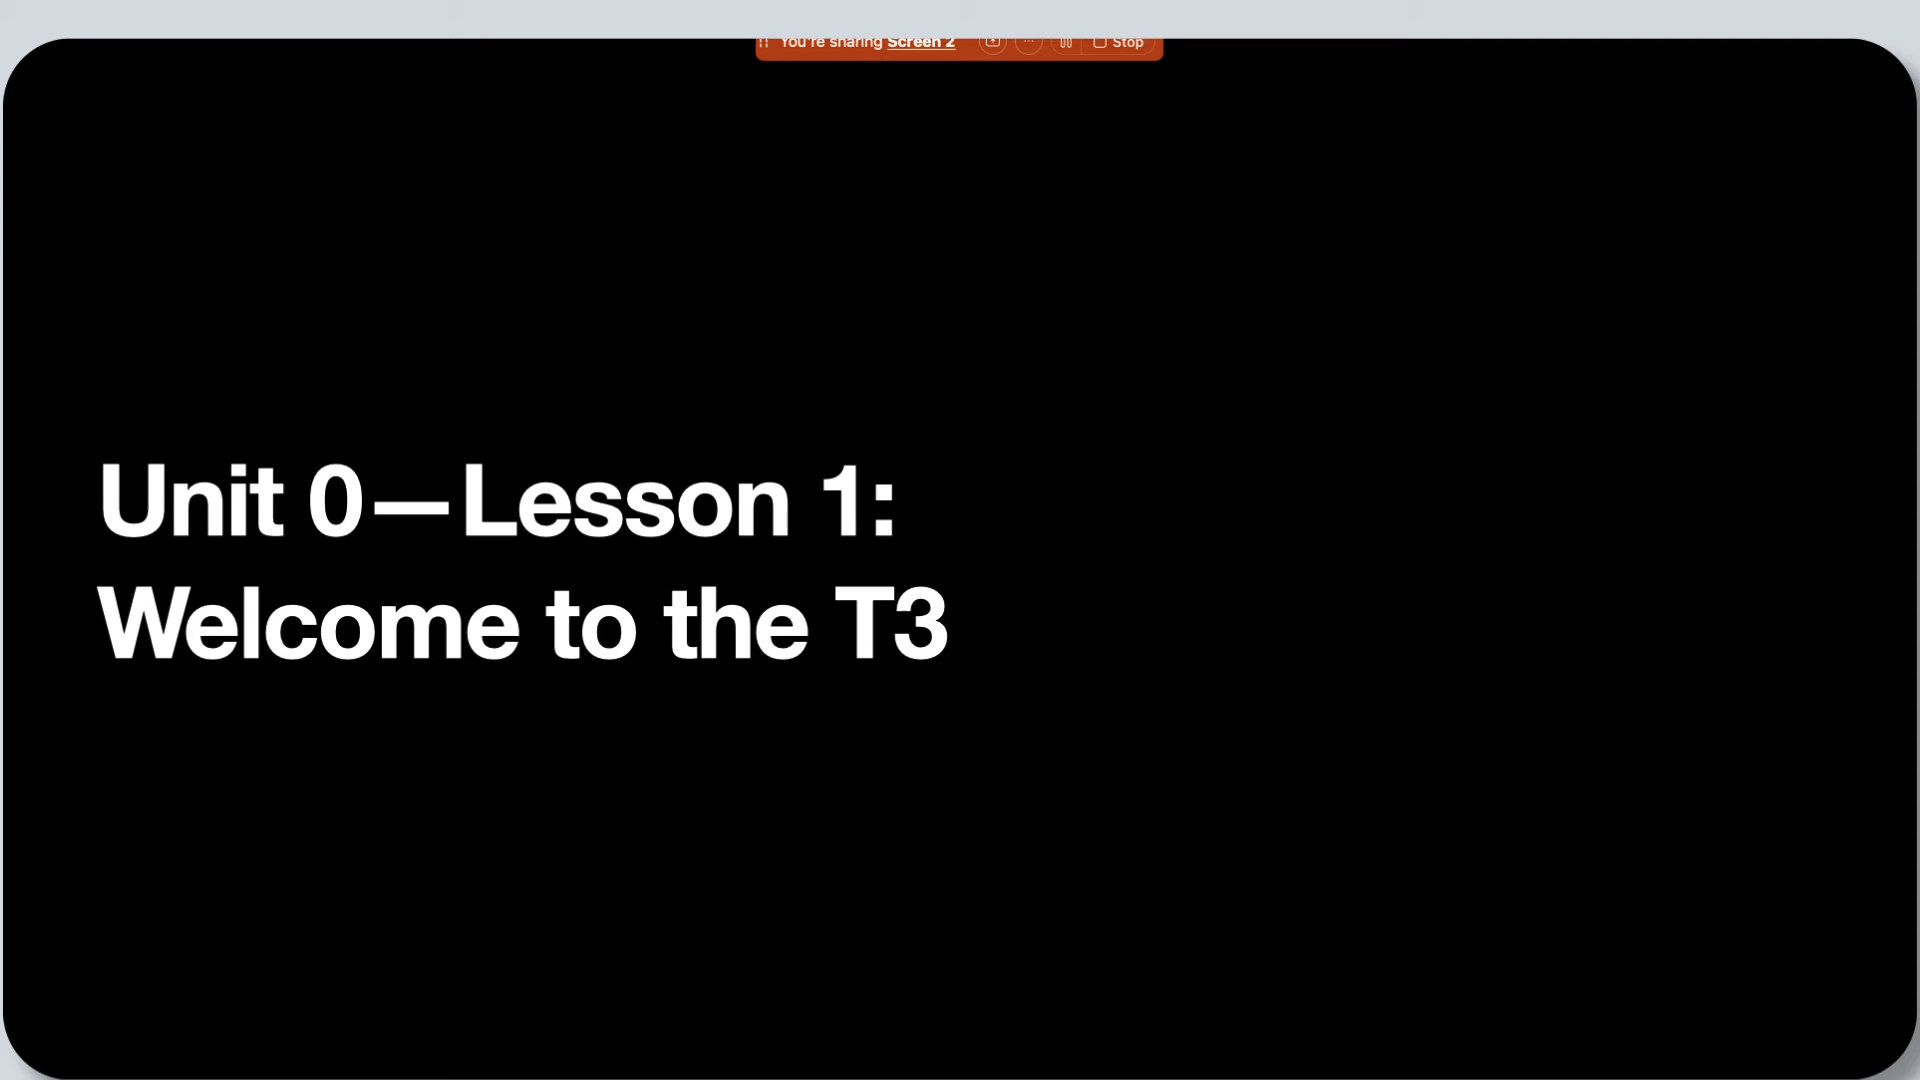 You're sharing Screen 2 Stop
Unit 0—Lesson 1:
Welcome to the T3